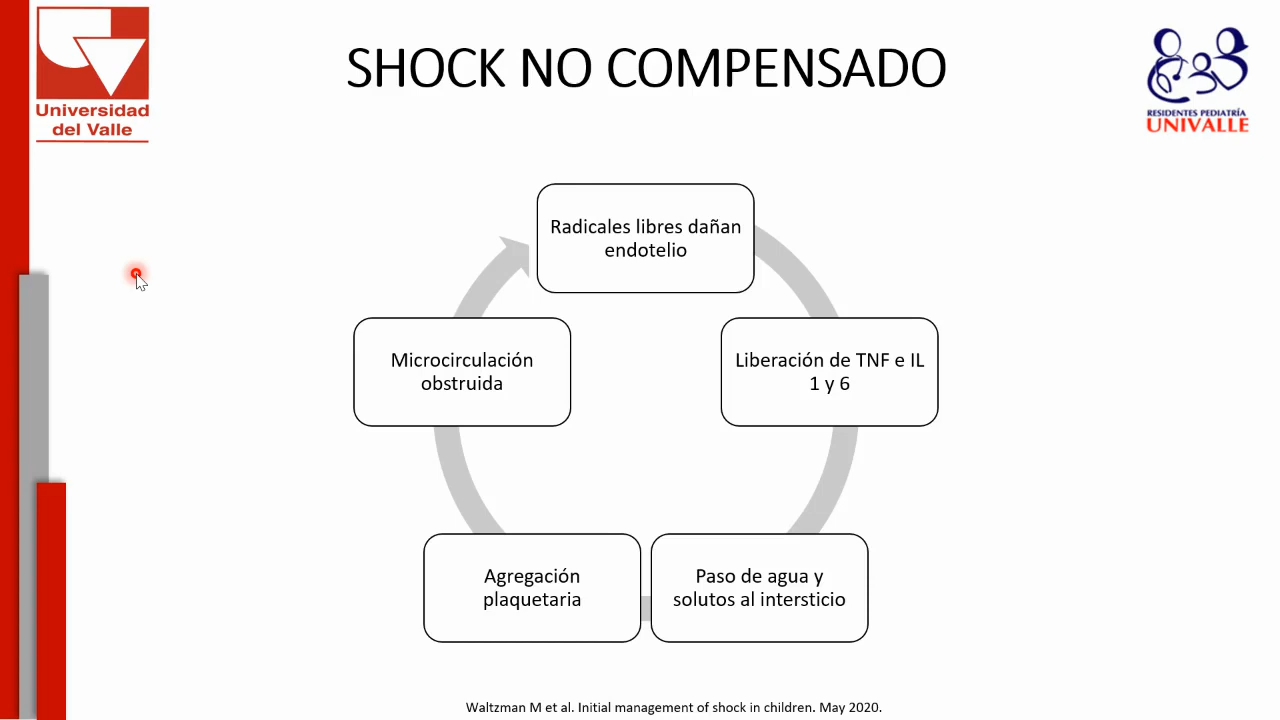 Universidad
del Valle
SHOCK NO COMPENSADO
RESIDENTES PEDIATRÍA
UNIVALLE
Radicales libres dañan
endotelio
Liberación de TNF e IL
1 y 6
Paso de agua y
solutos al intersticio
Agregación
plaquetaria
Microcirculación
obstruida
Waltzman M et al. Initial management of shock in children. May 2020.